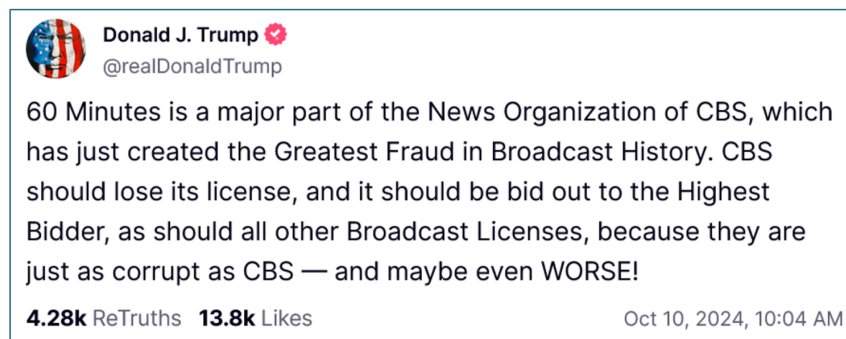 Donald J. Trump
@realDonaldTrump
60 Minutes is a major part of the News Organization of CBS, which
has just created the Greatest Fraud in Broadcast History. CBS
should lose its license, and it should be bid out to the Highest
Bidder, as should all other Broadcast Licenses, because they are
just as corrupt as CBS — and maybe even WORSE!
4.28k ReTruths 13.8k Likes Oct 10, 2024, 10:04 AM